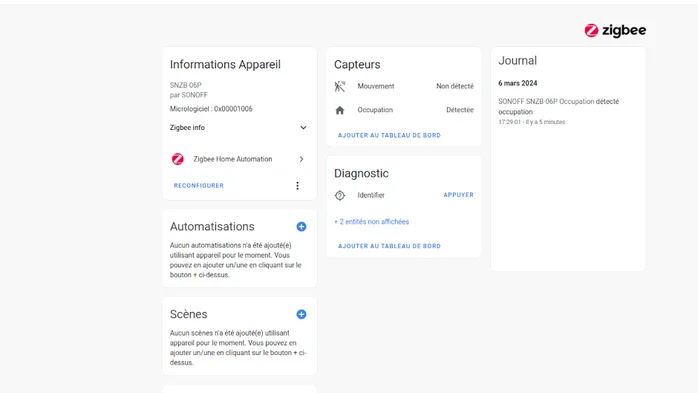 zigbee
Informations Appareil
SNZB-06P
par SONOFF
Micrologiciel : 0x00001006
Zigbee info
Zigbee Home Automation
RECONFIGURER
Automatisations
Aucun automatisations n'a été ajouté(e)
utilisant appareil pour le moment. Vous
pouvez en ajouter un/une en cliquant sur le
bouton + ci-dessus.
Scènes
Aucun scènes n'a été ajouté(e) utilisant
appareil pour le moment. Vous pouvez en
ajouter un/une en cliquant sur le bouton + ci-
dessus.
Capteurs
Mouvement Non détecté
Occupation Détectée
AJOUTER AU TABLEAU DE BORD
Diagnostic
Identifier APPUYER
+ 2 entités non affichées
AJOUTER AU TABLEAU DE BORD
Journal
6 mars 2024
SONOFF SNZB-06P Occupation détecté
occupation
17:29:01 - Il y a 5 minutes